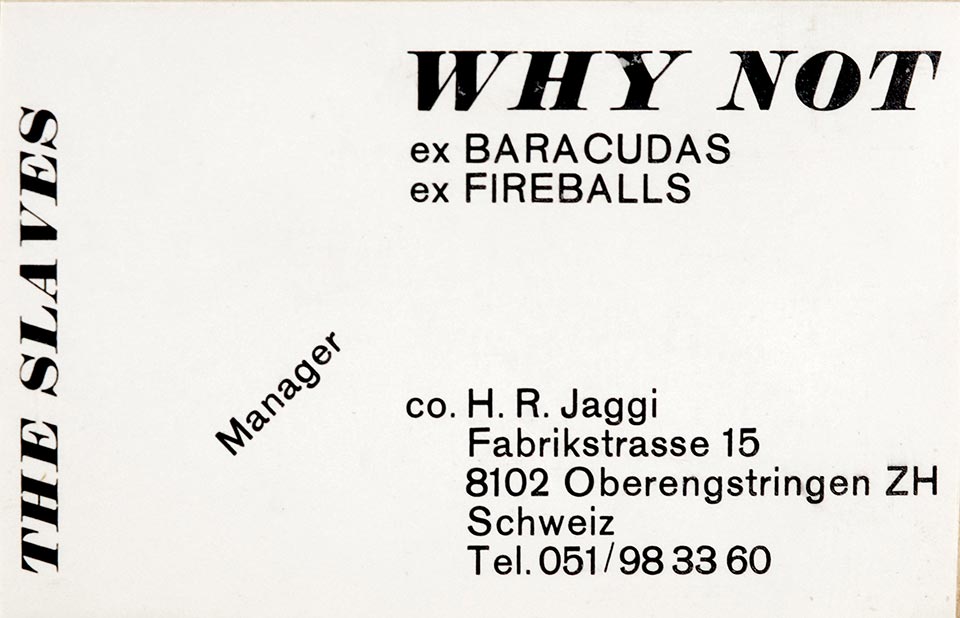 THE SLAVES
WHY NOT
ex BARACUDAS
ex FIREBALLS
Manager
co. H. R. Jaggi
Fabrikstrasse 15
8102 Oberengstringen ZH
Schweiz
Tel. 051/98 33 60